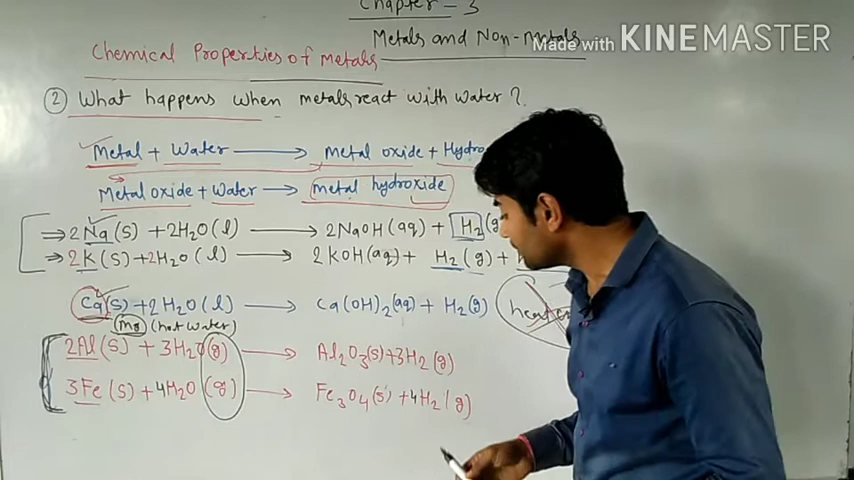 Chapter - 3
Metals and Non-metals
Made with KINEMASTER
Chemical Properties of metals
② What happens when metals react with water?
Metal + Water → Metal oxide + Hydro
Metal oxide + Water → metal hydroxide
⇒ 2Na(s) + 2H₂O(l) → 2NaOH(aq) + H₂(g)
⇒ 2K(s) + 2H₂O(l) → 2KOH(aq) + H₂(g) +
Ca(s) + 2H₂O(l) → Ca(OH)₂(aq) + H₂(g) heat
Mg (hot water)
2Al(s) + 3H₂O(g) → Al₂O₃(s) + 3H₂(g)
3Fe(s) + 4H₂O(g) → Fe₃O₄(s) + 4H₂(g)